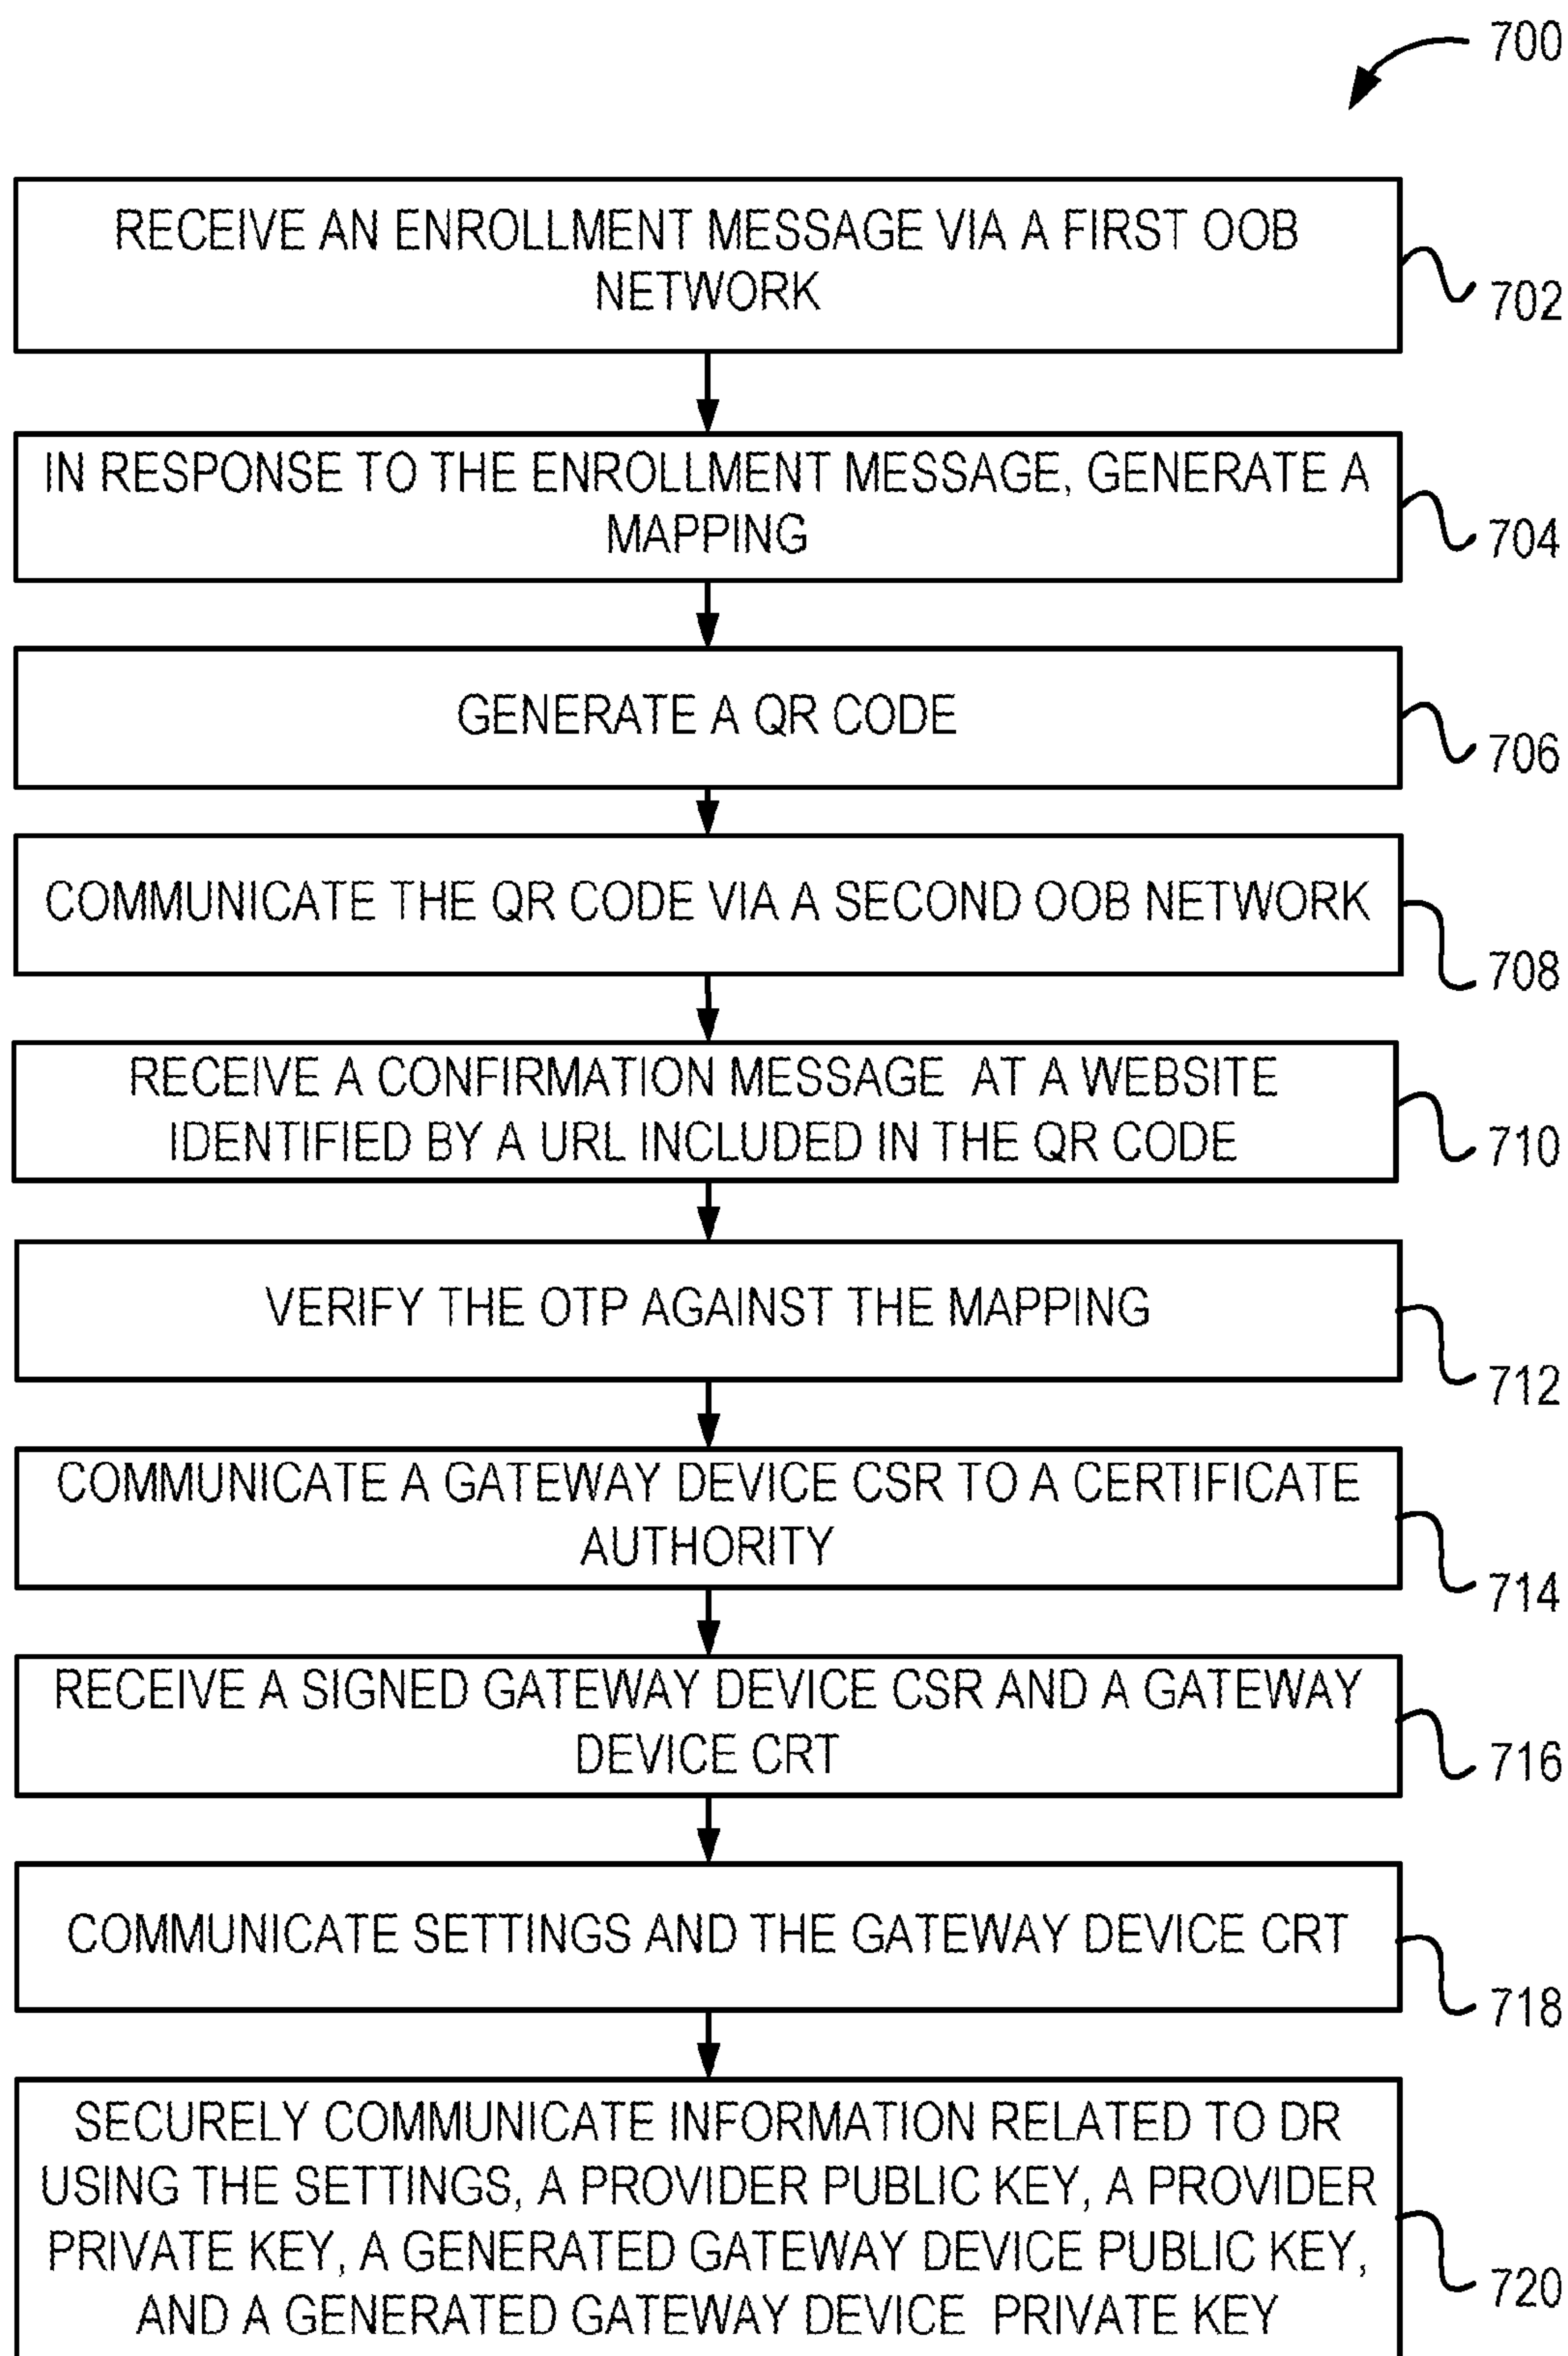 700
RECEIVE AN ENROLLMENT MESSAGE VIA A FIRST OOB
NETWORK
702
IN RESPONSE TO THE ENROLLMENT MESSAGE, GENERATE A
MAPPING
704
GENERATE A QR CODE
706
COMMUNICATE THE QR CODE VIA A SECOND OOB NETWORK
708
RECEIVE A CONFIRMATION MESSAGE AT A WEBSITE
IDENTIFIED BY A URL INCLUDED IN THE QR CODE
710
VERIFY THE OTP AGAINST THE MAPPING
712
COMMUNICATE A GATEWAY DEVICE CSR TO A CERTIFICATE
AUTHORITY
714
RECEIVE A SIGNED GATEWAY DEVICE CSR AND A GATEWAY
DEVICE CRT
716
COMMUNICATE SETTINGS AND THE GATEWAY DEVICE CRT
718
SECURELY COMMUNICATE INFORMATION RELATED TO DR
USING THE SETTINGS, A PROVIDER PUBLIC KEY, A PROVIDER
PRIVATE KEY, A GENERATED GATEWAY DEVICE PUBLIC KEY,
AND A GENERATED GATEWAY DEVICE PRIVATE KEY
720